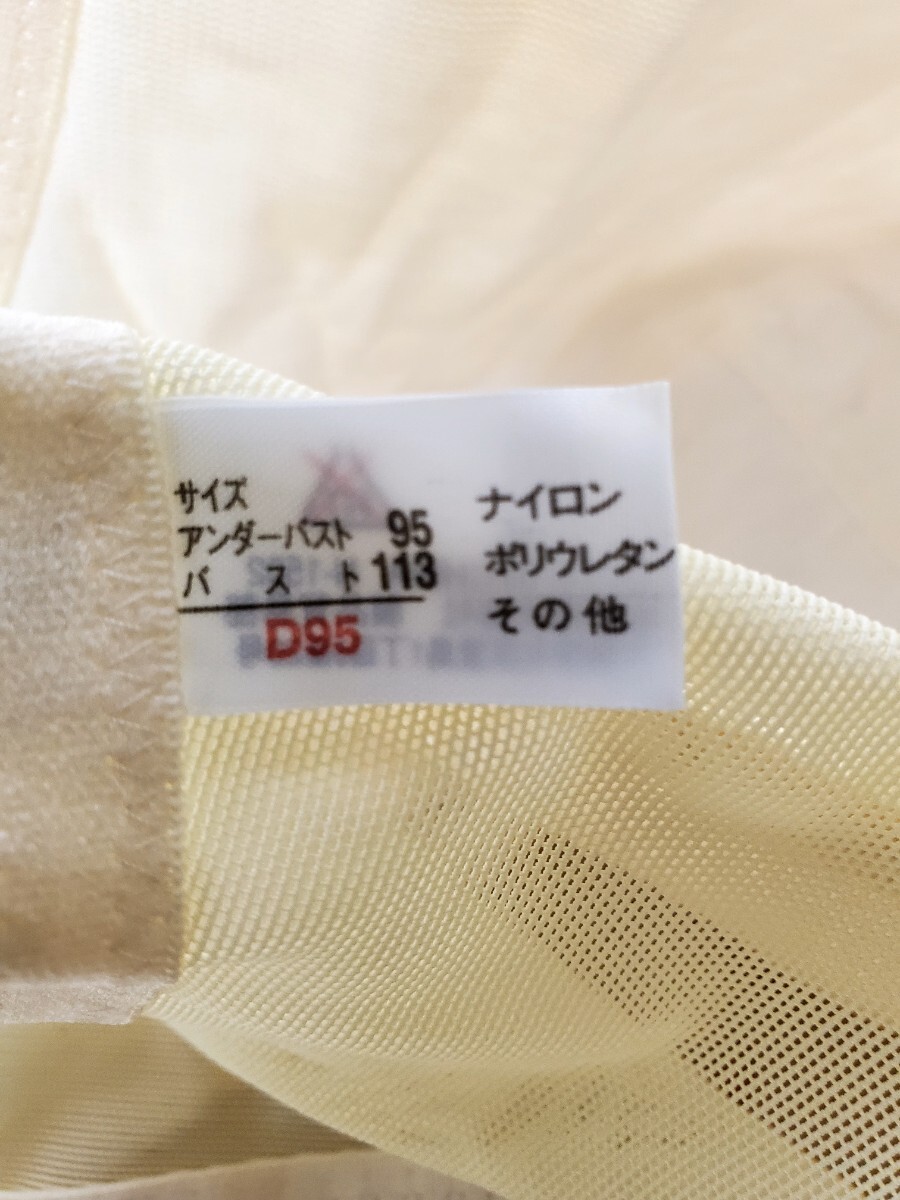 サイズ
アンダーバスト 95
バスト 113
D95
ナイロン
ポリウレタン
その他